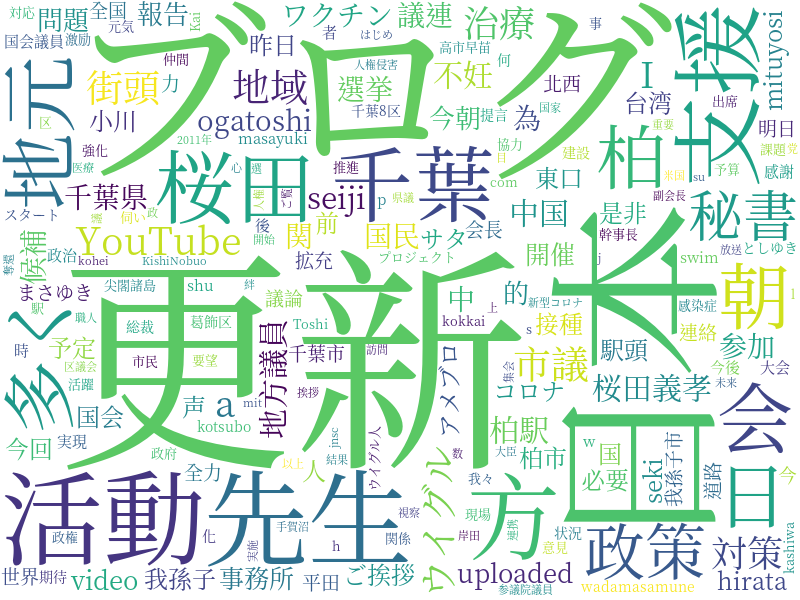 ブログ
更新
本
国
千葉
桜田
支援
活動
先生
多く
地元
方
政策
会
日
朝
秘書
柏
YouTube
ogatoshi
seiji
地域
治療
街頭
不妊
選挙
ワクチン
議連
報告
問題
全国
対応
元気
国会議員
激励
力
小川
昨日
者
はじめ
高市早苗
何
事
仲間
人権侵害
千葉8区
Kai
I
mituyosi
台湾
北西
今朝
提言
為
masayuki
2011年
国家
出席
明日
課題
党
建設
重要
協力
目
東口
予算
米国
感謝
su
副会長
com
県議
p
推進
選
心
ご覧
人権
強化
医療
区
スタート
千葉県
候補
政治
壇
伺い
政
後
開始
関
前
国民
サタ
会長
中国
是非
幹事長
j
放送
としゆき
拡充
プロジェクト
開催
swim
感染症
新型コロナ
連絡
KishiNobuo
kohei
奪還
まさゆき
尖閣諸島
shu
絆
議論
中
的
上
s
接種
駅頭
参加
今後
大会
未来
l
駅
職人
総裁
葛飾区
Toshi
kokkai
千葉市
訪問
市議
コロナ
桜田義孝
時
予定
区議会
市民
要望
地方議員
挨拶
アメブロ
集会
活躍
国会
声
a
mit
kotsubo
柏駅
柏市
w
国
必要
seki
我孫子市
道路
今
今回
実現
政府
全力
以上
人
jnsc
結果
ウイグル人
数
大臣
我々
ウイグル
政権
化
手賀沼
視察
現場
岸田
連携
状況
意見
対策
kashiwa
h
実施
関係
世界
期待
video
我孫子
事務所
平田
ご挨拶
uploaded
参議院議員
wadamasamune
hirata